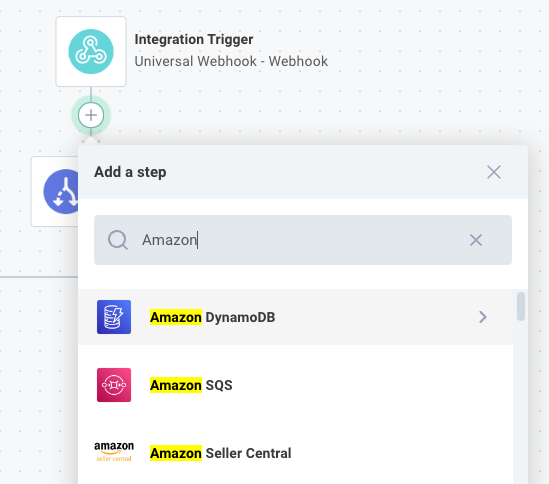 Integration Trigger
Universal Webhook - Webhook
Add a step
Amazon
Amazon DynamoDB
Amazon SQS
amazon
seller central
Amazon Seller Central